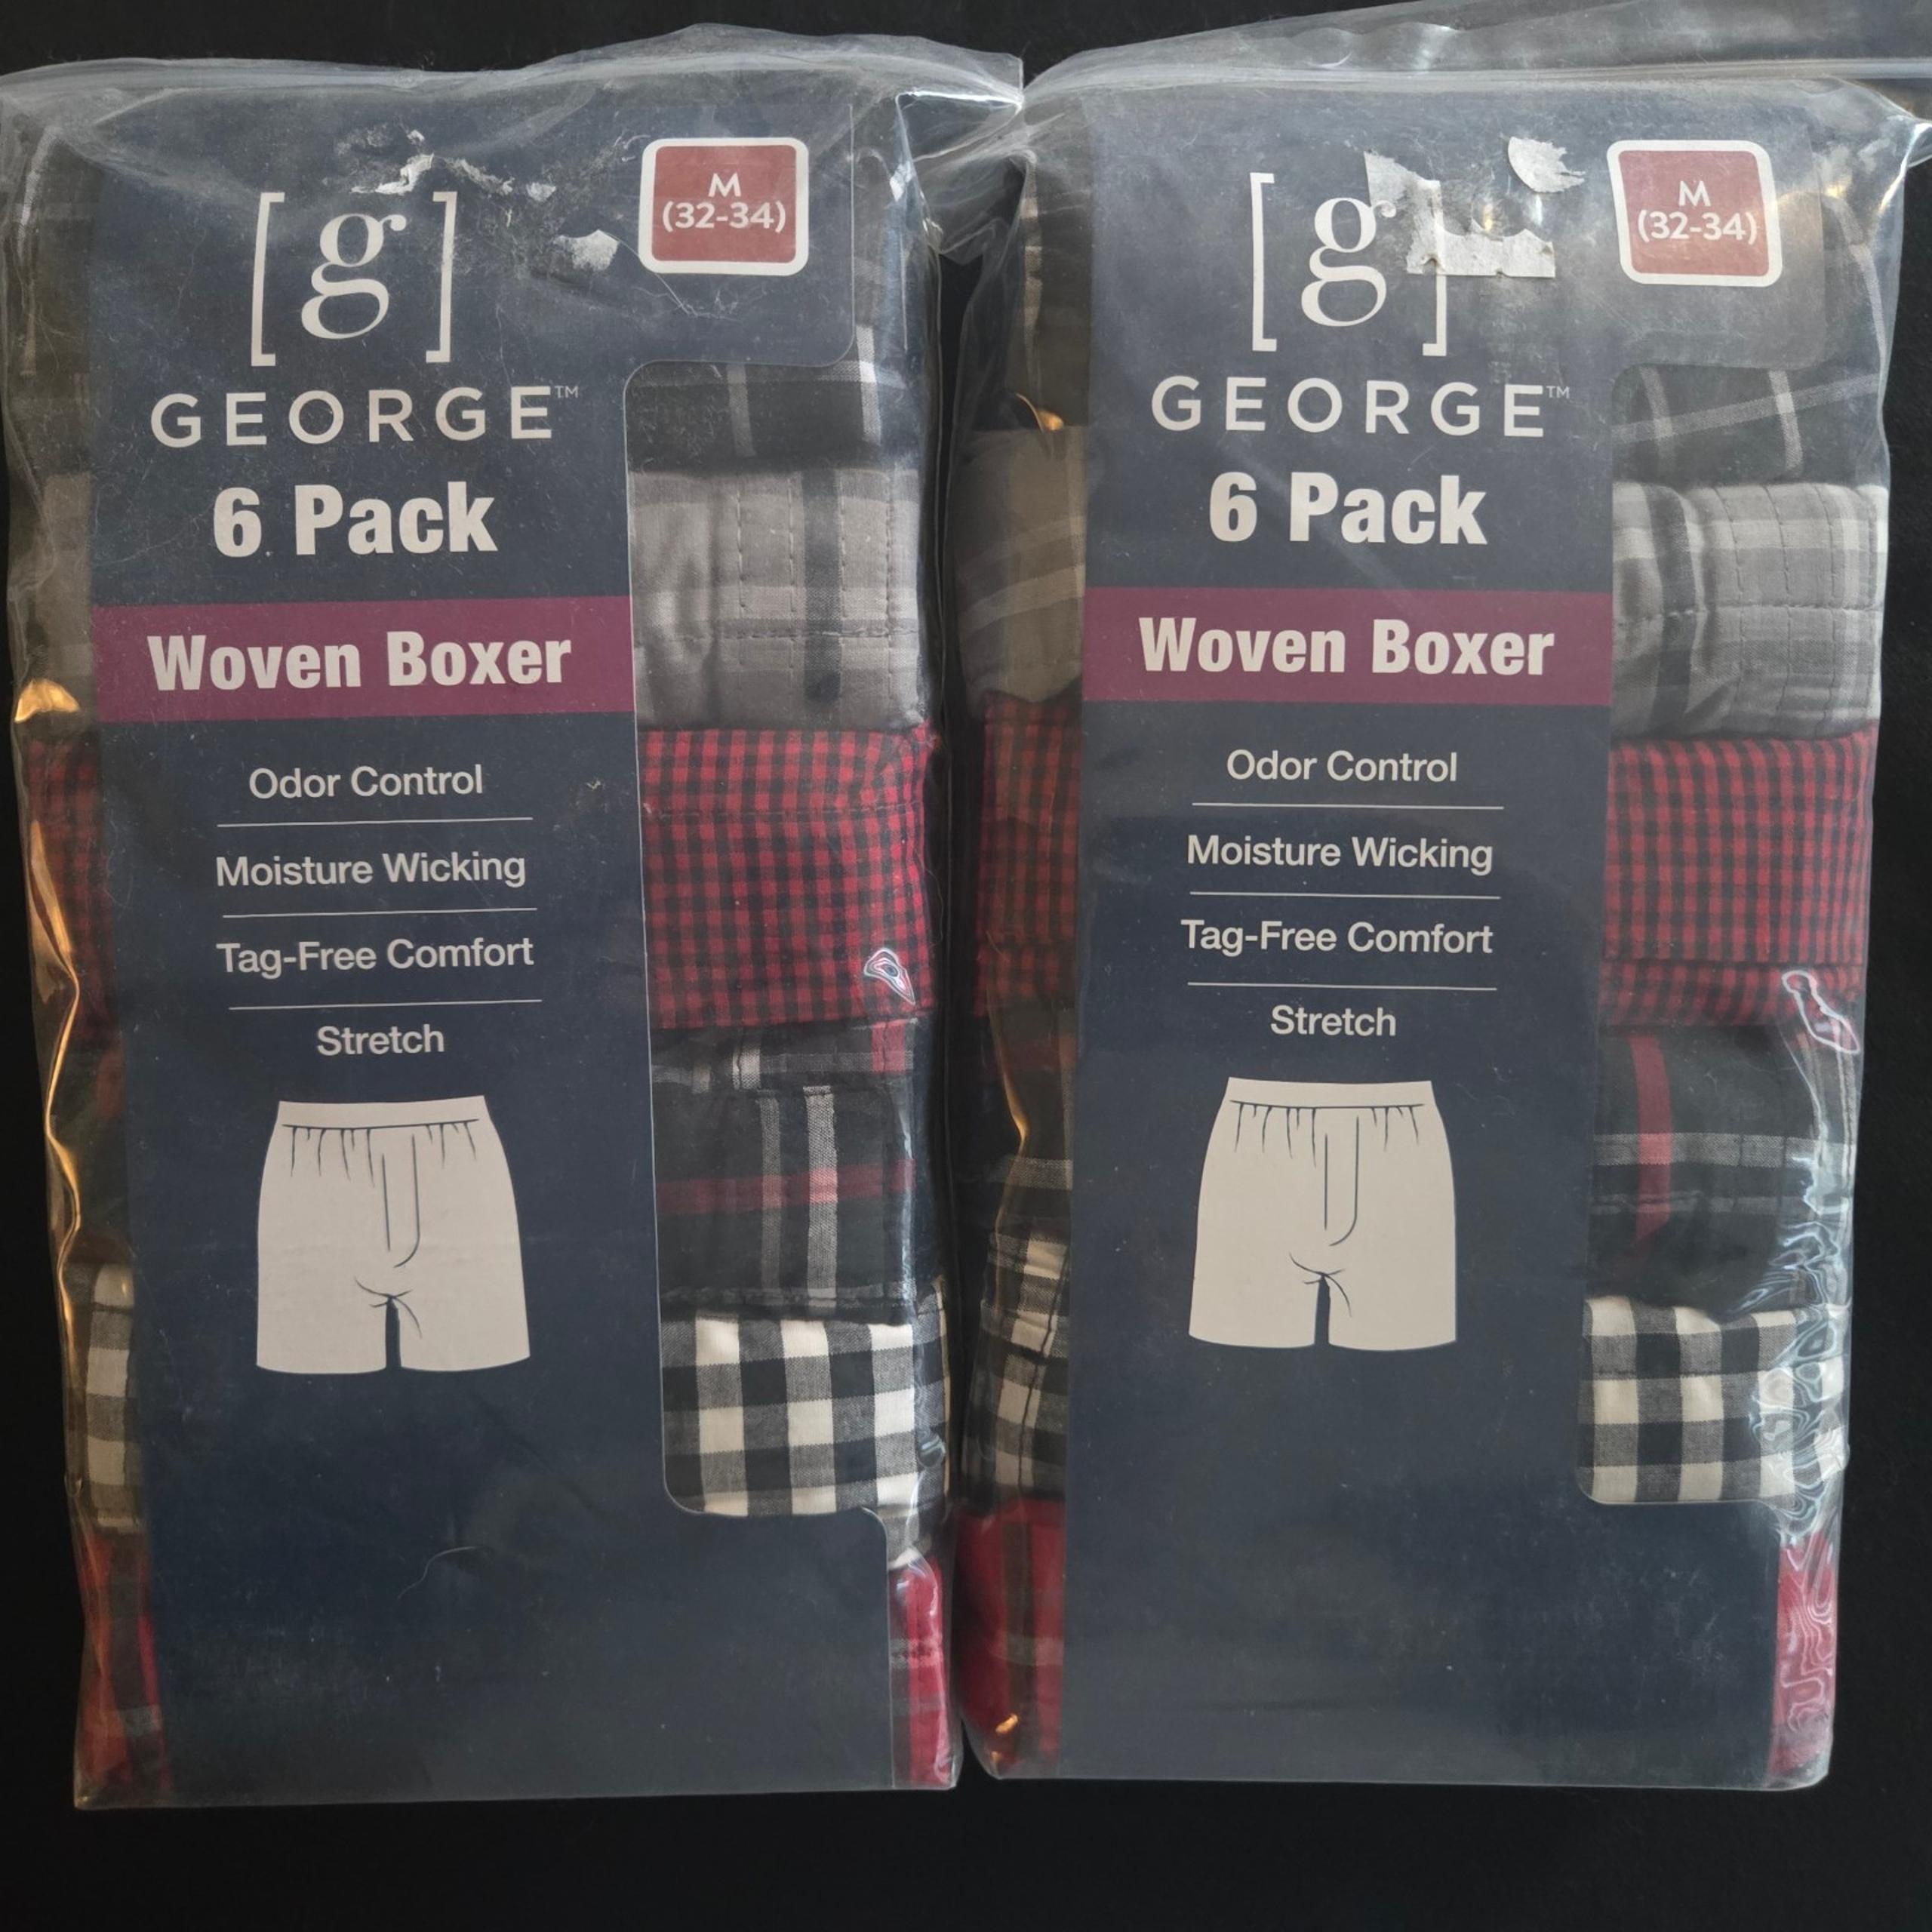 [g]
M
(32-34)
GEORGE™
6 Pack
Woven Boxer
Odor Control
Moisture Wicking
Tag-Free Comfort
Stretch
[g]
M
(32-34)
GEORGE™
6 Pack
Woven Boxer
Odor Control
Moisture Wicking
Tag-Free Comfort
Stretch